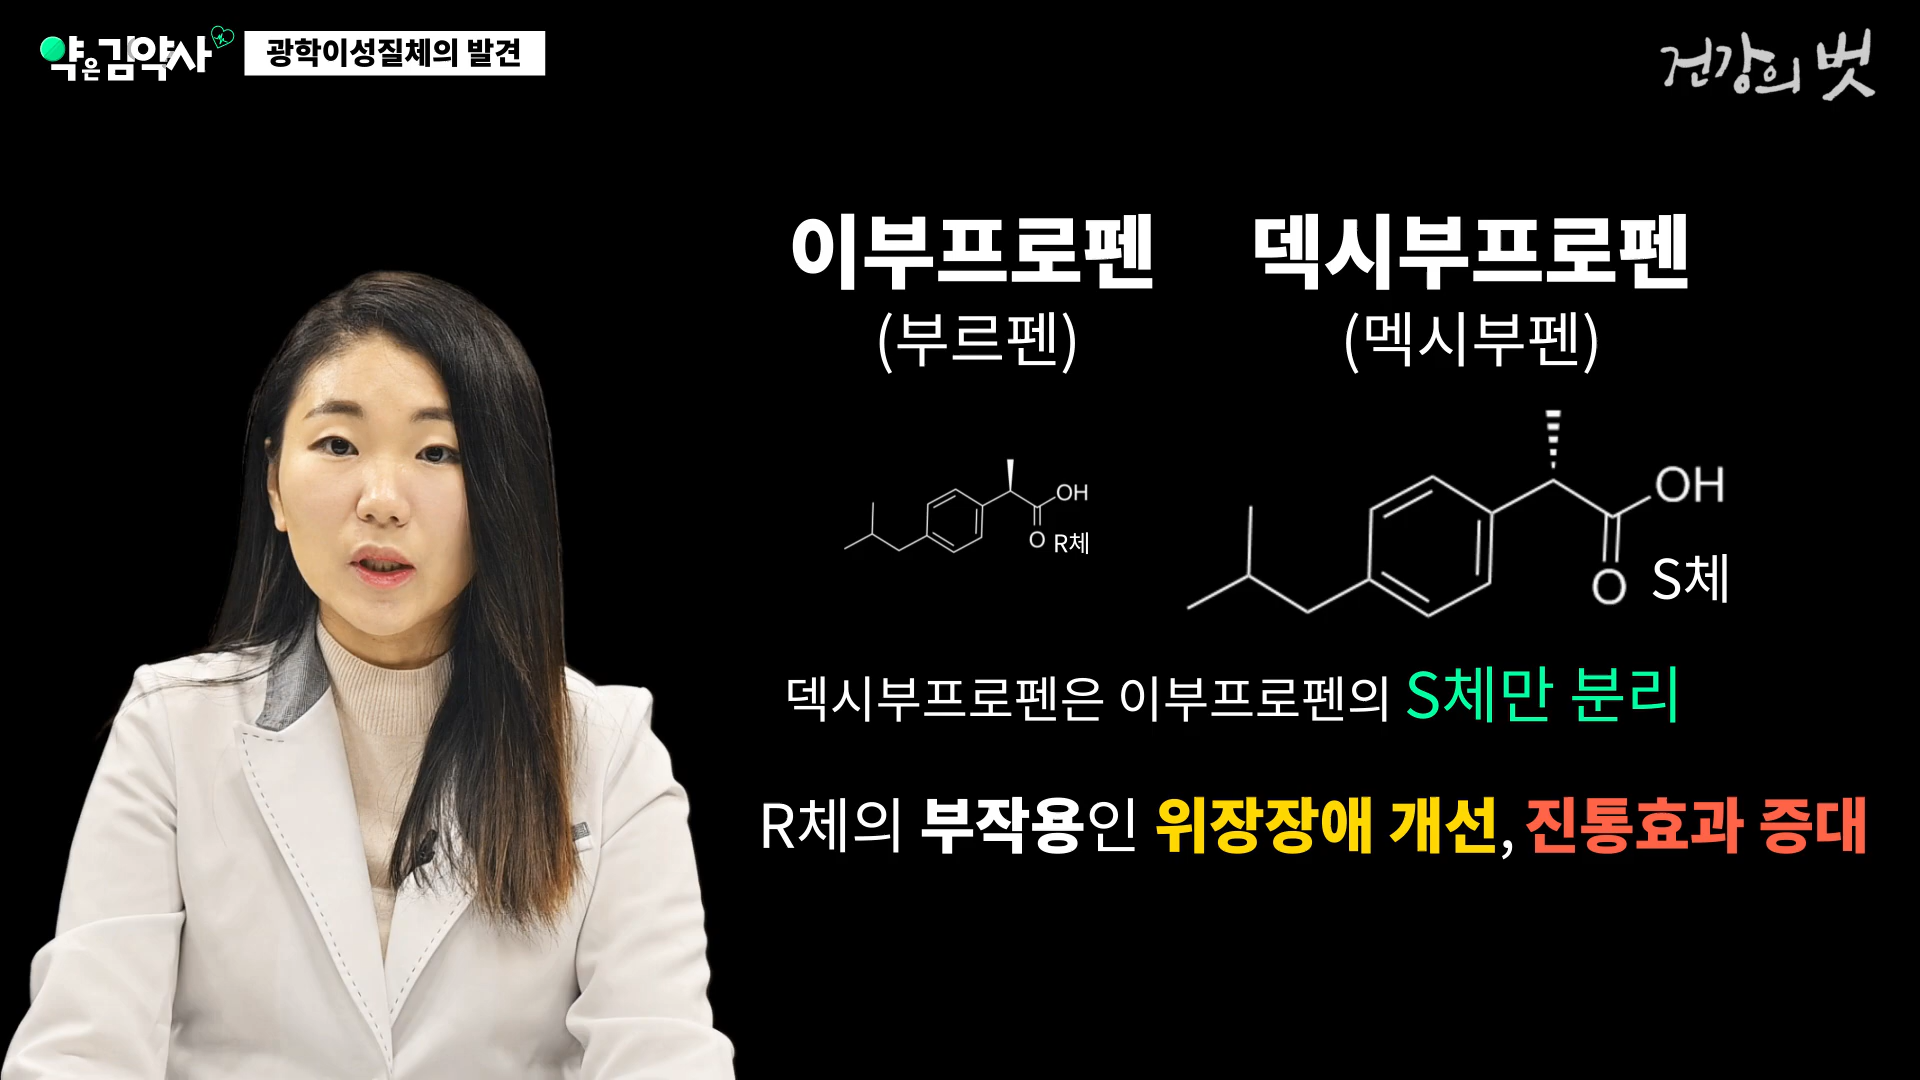 약은김약사
광학이성질체의 발견
건강의 벗
이부프로펜
덱시부프로펜
(부르펜)
(멕시부펜)
OH
O
R체
OH
O
S체
덱시부프로펜은 이부프로펜의 S체만 분리
R체의 부작용인 위장장애 개선, 진통효과 증대